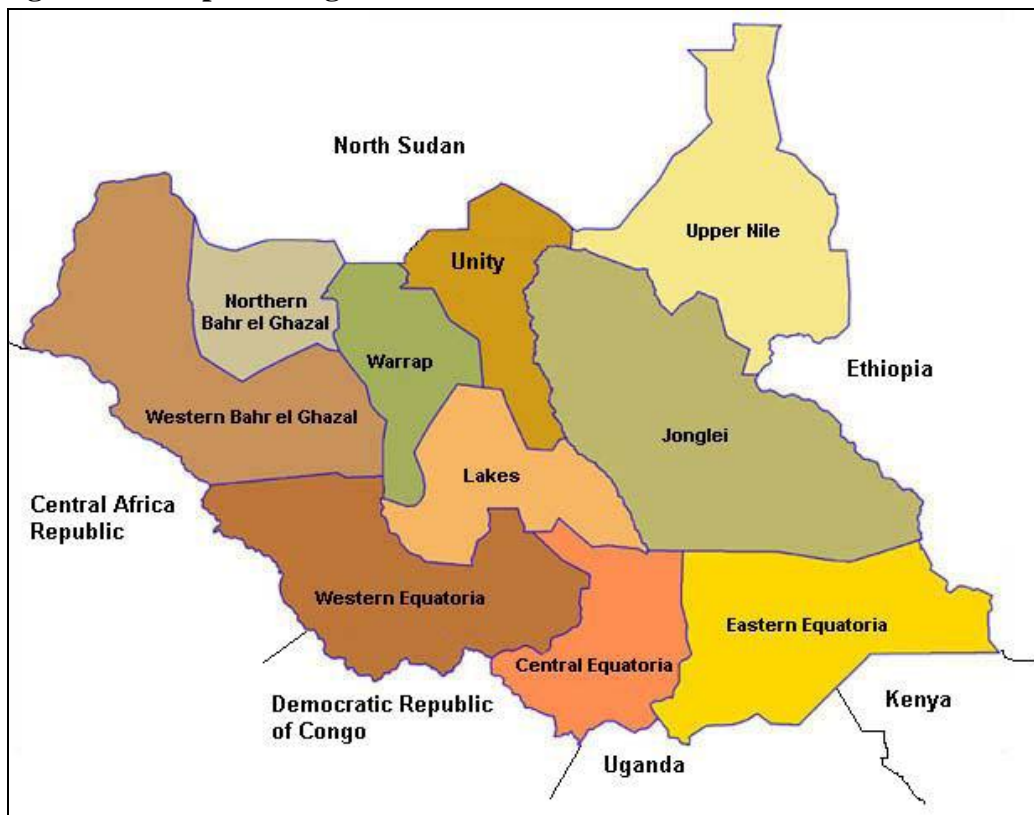 North Sudan
Upper Nile
Unity
Northern
Bahr el Ghazal
Warrap
Ethiopia
Western Bahr el Ghazal
Jonglei
Lakes
Central Africa
Republic
Western Equatoria
Eastern Equatoria
Central Equatoria
Democratic Republic
of Congo
Kenya
Uganda